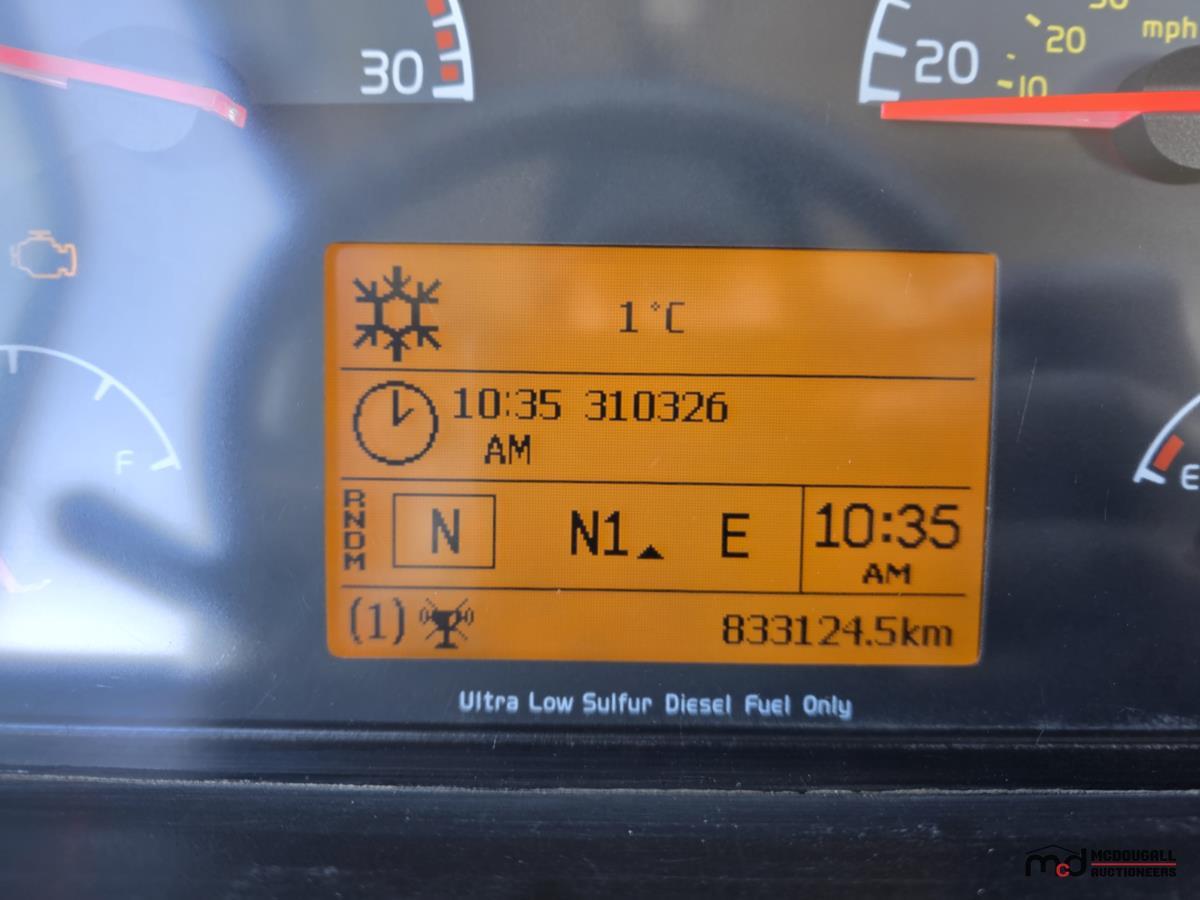 30
20
20
10
mph
1°C
10:35 310326
AM
F
E
R
N
D
M
N
N1
E
10:35
AM
(1)
833124.5km
Ultra Low Sulfur Diesel Fuel Only
mcd MCDOUGALL
AUCTIONEERS